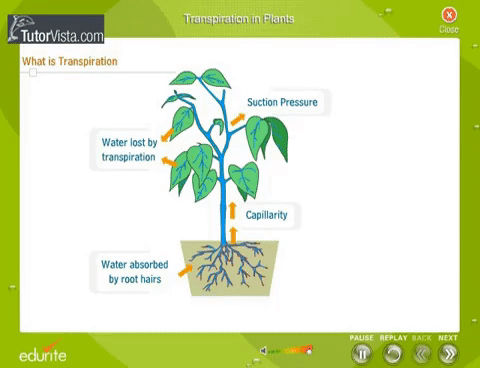 Transpiration in Plants
TutorVista.com
Close
What is Transpiration
Suction Pressure
Water lost by
transpiration
Capillarity
Water absorbed
by root hairs
PAUSE REPLAY BACK NEXT
edurite